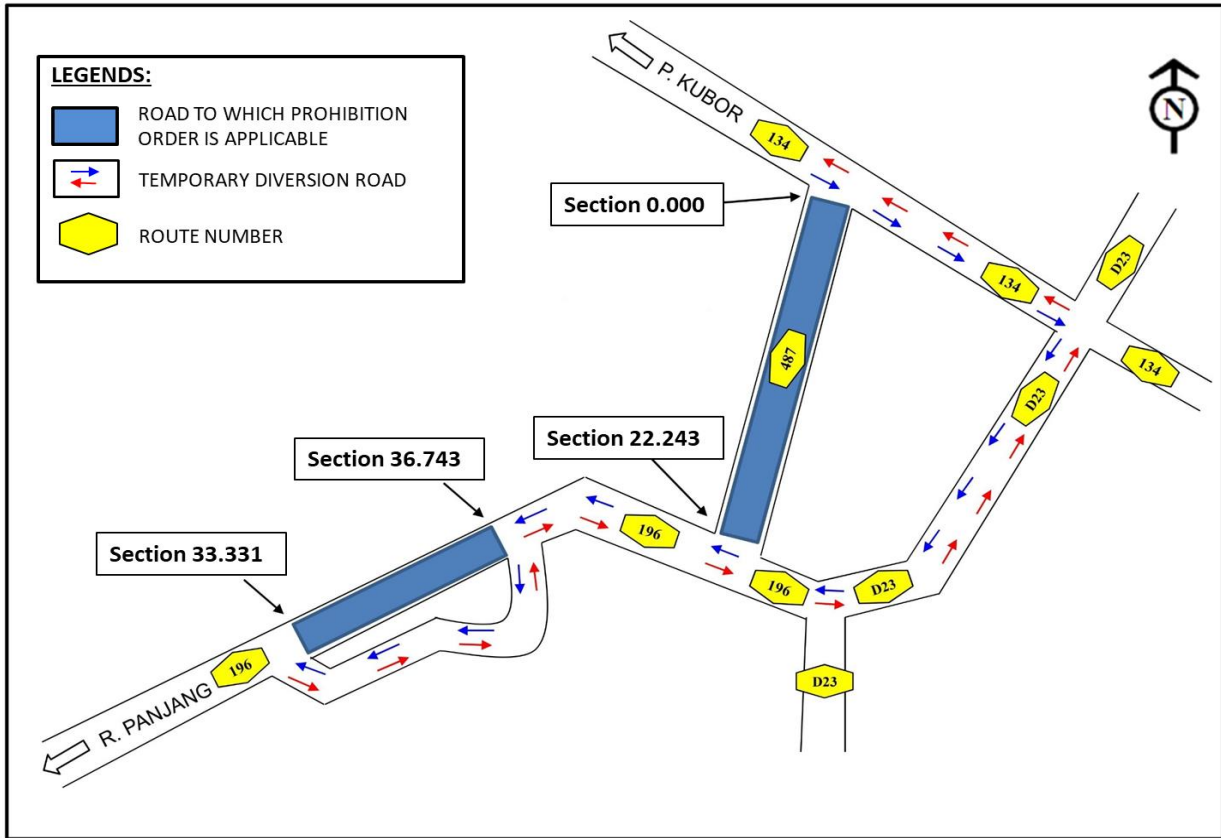 LEGENDS:
ROAD TO WHICH PROHIBITION
ORDER IS APPLICABLE
TEMPORARY DIVERSION ROAD
ROUTE NUMBER
P. KUBOR
N
134
Section 0.000
D23
134
487
134
D23
Section 22.243
Section 36.743
196
Section 33.331
196
D23
196
D23
R. PANJANG